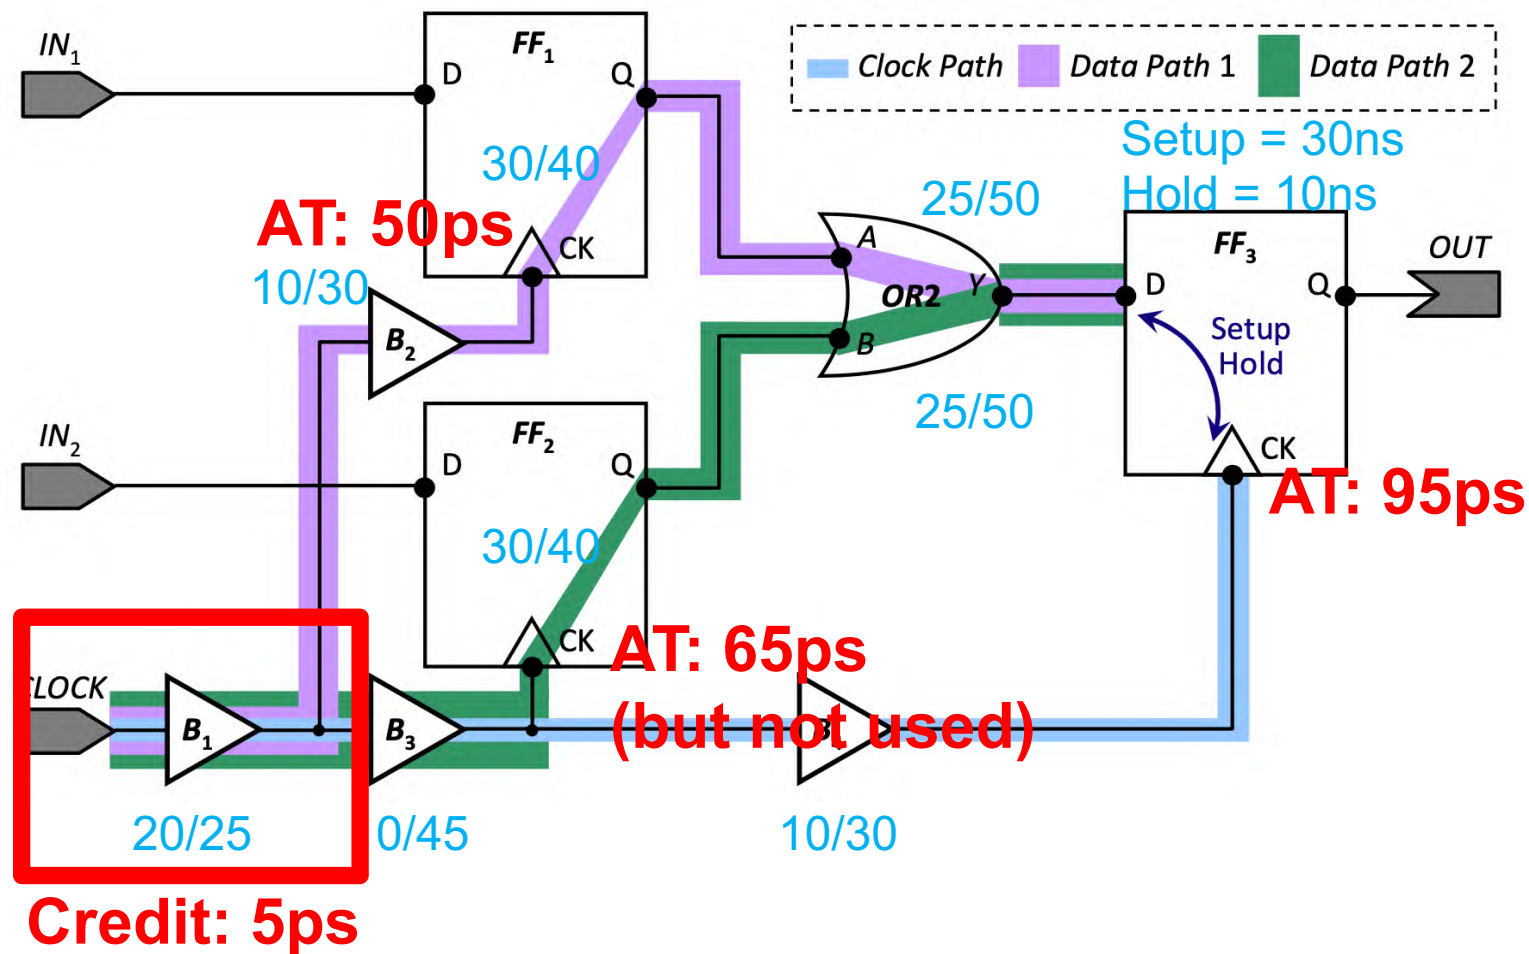 IN1
FF1
D
Q
Clock Path
Data Path 1
Data Path 2
Setup = 30ns
Hold = 10ns
30/40
25/50
AT: 50ps
CK
10/30
A
OR2
Y
B
B2
FF3
D
Q
OUT
Setup
Hold
25/50
IN2
FF2
D
Q
CK
AT: 95ps
30/40
CK
AT: 65ps
(but not used)
CLOCK
B1
B3
20/25
0/45
10/30
Credit: 5ps